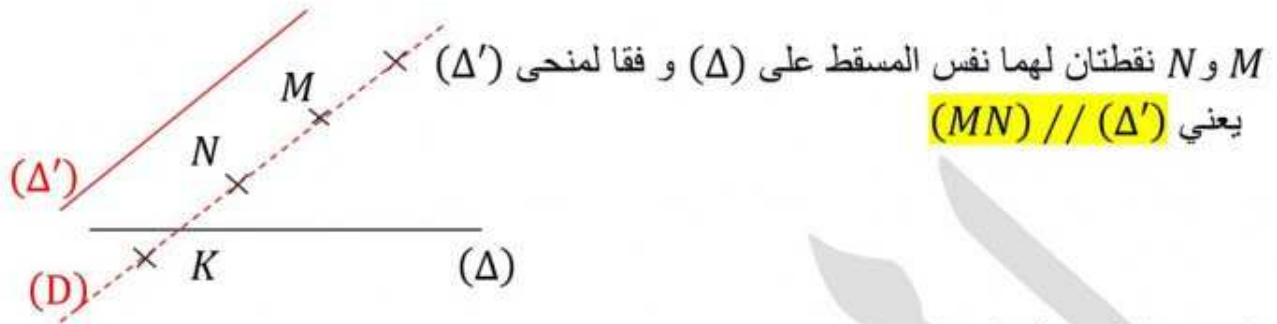 M و N نقطتان لهما نفس المسقط على (Δ) و فقا لمنحى (Δ′)
يعني (MN) // (Δ′)
M
N
(Δ′)
K
(Δ)
(D)